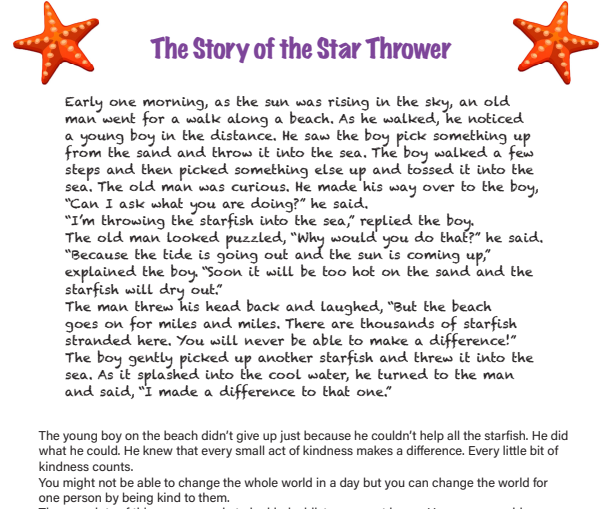 The Story of the Star Thrower
Early one morning, as the sun was rising in the sky, an old
man went for a walk along a beach. As he walked, he noticed
a young boy in the distance. He saw the boy pick something up
from the sand and throw it into the sea. The boy walked a few
steps and then picked something else up and tossed it into the
sea. The old man was curious. He made his way over to the boy,
“Can I ask what you are doing?” he said.
“I’m throwing the starfish into the sea,” replied the boy.
The old man looked puzzled, “Why would you do that?” he said.
“Because the tide is going out and the sun is coming up,”
explained the boy. “Soon it will be too hot on the sand and the
starfish will dry out.”
The man threw his head back and laughed, “But the beach
goes on for miles and miles. There are thousands of starfish
stranded here. You will never be able to make a difference!”
The boy gently picked up another starfish and threw it into the
sea. As it splashed into the cool water, he turned to the man
and said, “I made a difference to that one.”
The young boy on the beach didn’t give up just because he couldn’t help all the starfish. He did
what he could. He knew that every small act of kindness makes a difference. Every little bit of
kindness counts.
You might not be able to change the whole world in a day but you can change the world for
one person by being kind to them.